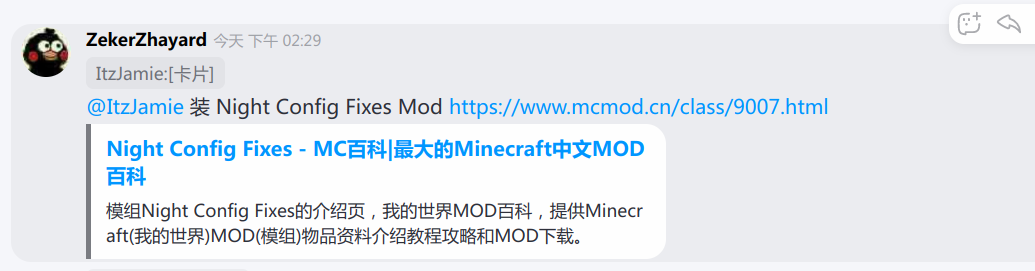 ZekerZhayard 今天 下午 02:29
ItzJamie:[卡片]
@ItzJamie 装 Night Config Fixes Mod https://www.mcmod.cn/class/9007.html
Night Config Fixes - MC百科|最大的Minecraft中文MOD
百科
模组Night Config Fixes的介绍页，我的世界MOD百科，提供Minecr
aft(我的世界)MOD(模组)物品资料介绍教程攻略和MOD下载。